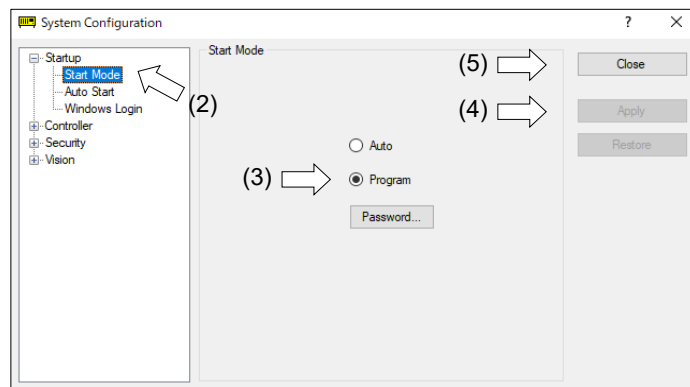 System Configuration
? X
Startup
Start Mode
Auto Start
Windows Login
Controller
Security
Vision
(2)
Start Mode
Auto
(3)
Program
Password...
(5)
Close
(4)
Apply
Restore